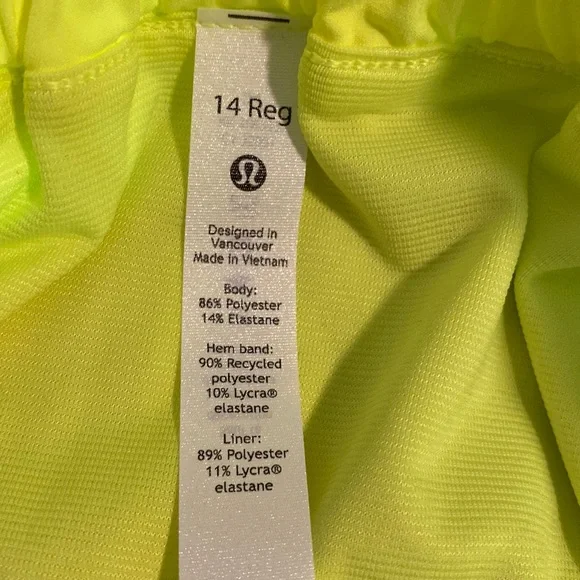 14 Reg
Designed in
Vancouver
Made in Vietnam
Body:
86% Polyester
14% Elastane
Hem band:
90% Recycled
polyester
10% Lycra®
elastane
Liner:
89% Polyester
11% Lycra®
elastane